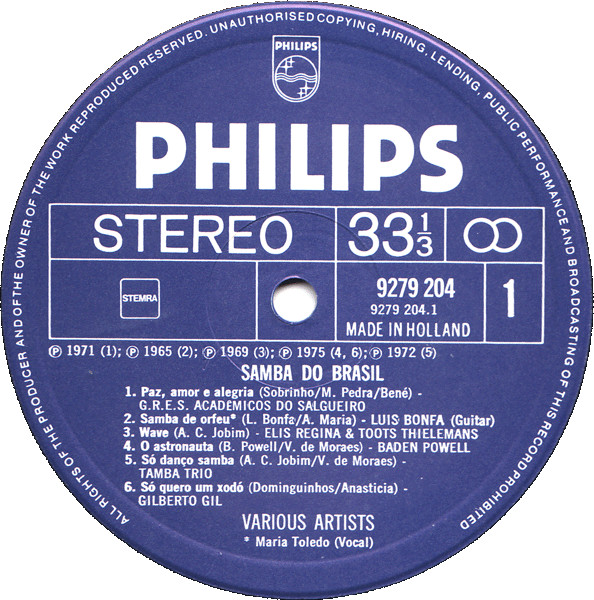 ALL RIGHTS OF THE PRODUCER AND OF THE OWNER OF THE WORK REPRODUCED RESERVED. UNAUTHORISED COPYING, HIRING, LENDING, PUBLIC PERFORMANCE AND BROADCASTING OF THIS RECORD PROHIBITED
PHILIPS
PHILIPS
STEREO 33 1/3
STEMRA
9279 204
9279 204.1
MADE IN HOLLAND
1
Ⓟ 1971 (1); Ⓟ 1965 (2); Ⓟ 1969 (3); Ⓟ 1975 (4, 6); Ⓟ 1972 (5)
SAMBA DO BRASIL
1. Paz, amor e alegria (Sobrinho/M. Pedra/Bené) -
G.R.E.S. ACADÊMICOS DO SALGUEIRO
2. Samba de orfeu* (L. Bonfa/A. Maria) - LUIS BONFA (Guitar)
3. Wave (A. C. Jobim) - ELIS REGINA & TOOTS THIELEMANS
4. O astronauta (B. Powell/V. de Moraes) - BADEN POWELL
5. Só danço samba (A. C. Jobim/V. de Moraes) -
TAMBA TRIO
6. Só quero um xodó (Dominguinhos/Anasticia) -
GILBERTO GIL
VARIOUS ARTISTS
* Maria Toledo (Vocal)